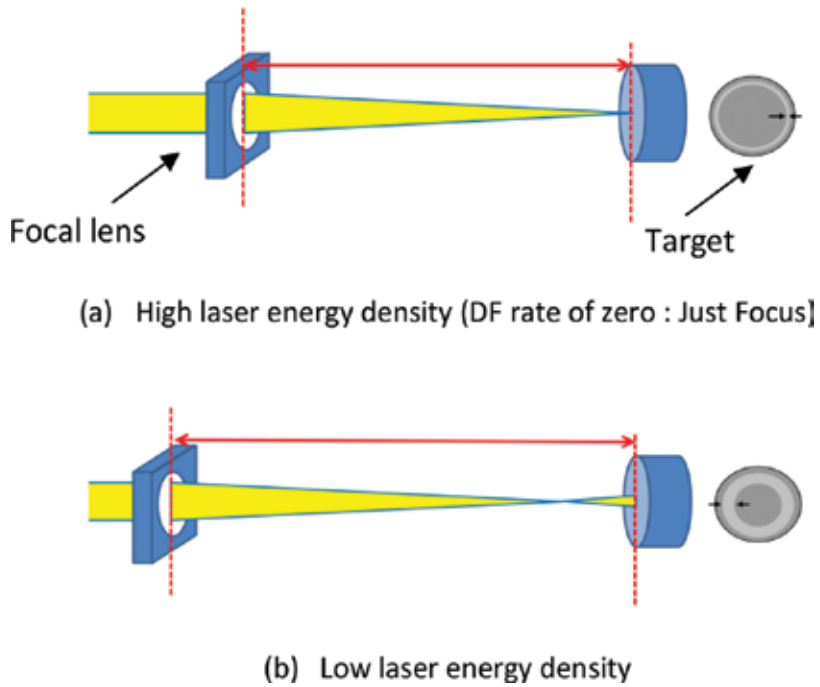 Focal lens
Target
(a) High laser energy density (DF rate of zero : Just Focus】
(b) Low laser energy density